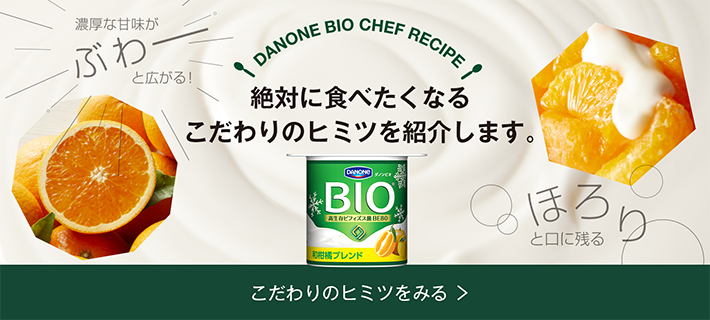 濃厚な甘味が
ぶわー
と広がる!
DANONE BIO CHEF RECIPE
絶対に食べたくなる
こだわりのヒミツを紹介します。
DANONE
ダノンビオ
BIO
高生存ビフィズス菌BE80
和柑橘ブレンド
ほろり
と口に残る
こだわりのヒミツをみる >